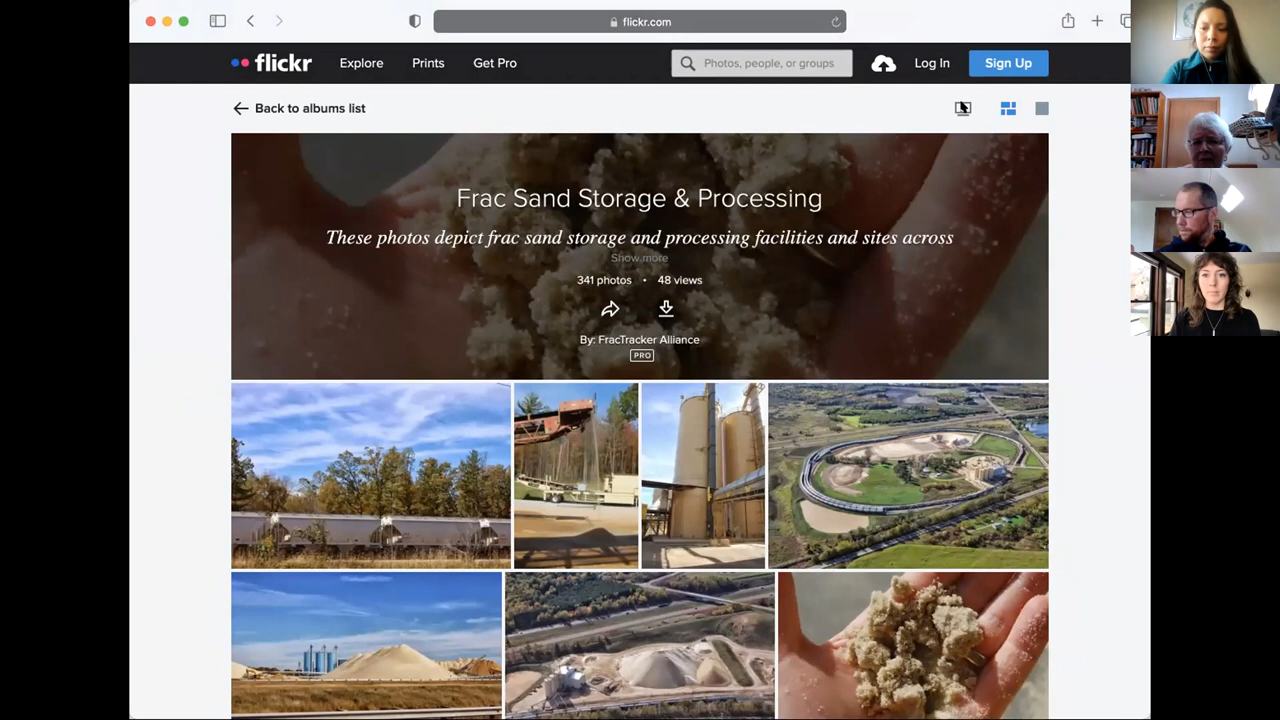 flickr.com
flickr
Explore
Prints
Get Pro
Photos, people, or groups
Log In
Sign Up
Back to albums list
Frac Sand Storage & Processing
These photos depict frac sand storage and processing facilities and sites across
Show more
341 photos • 48 views
By: FracTracker Alliance
PRO